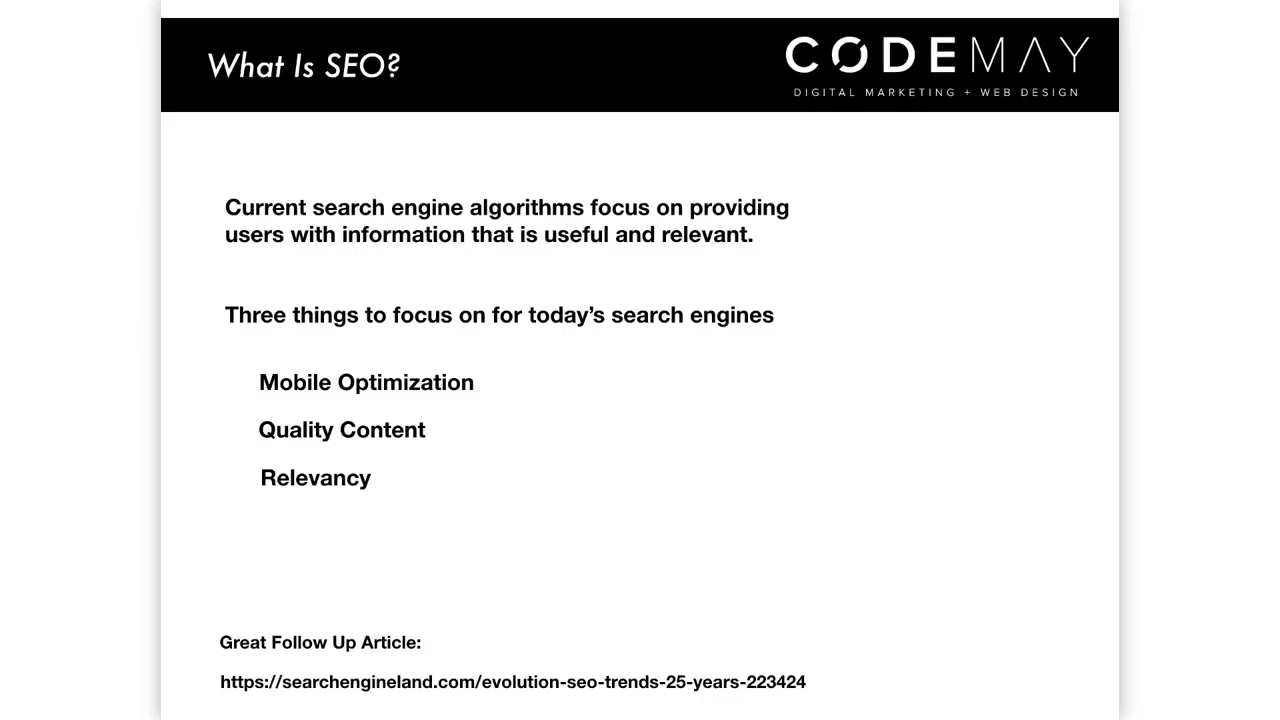 What Is SEO?
CODEMAY
DIGITAL MARKETING + WEB DESIGN
Current search engine algorithms focus on providing
users with information that is useful and relevant.
Three things to focus on for today’s search engines
Mobile Optimization
Quality Content
Relevancy
Great Follow Up Article:
https://searchengineland.com/evolution-seo-trends-25-years-223424